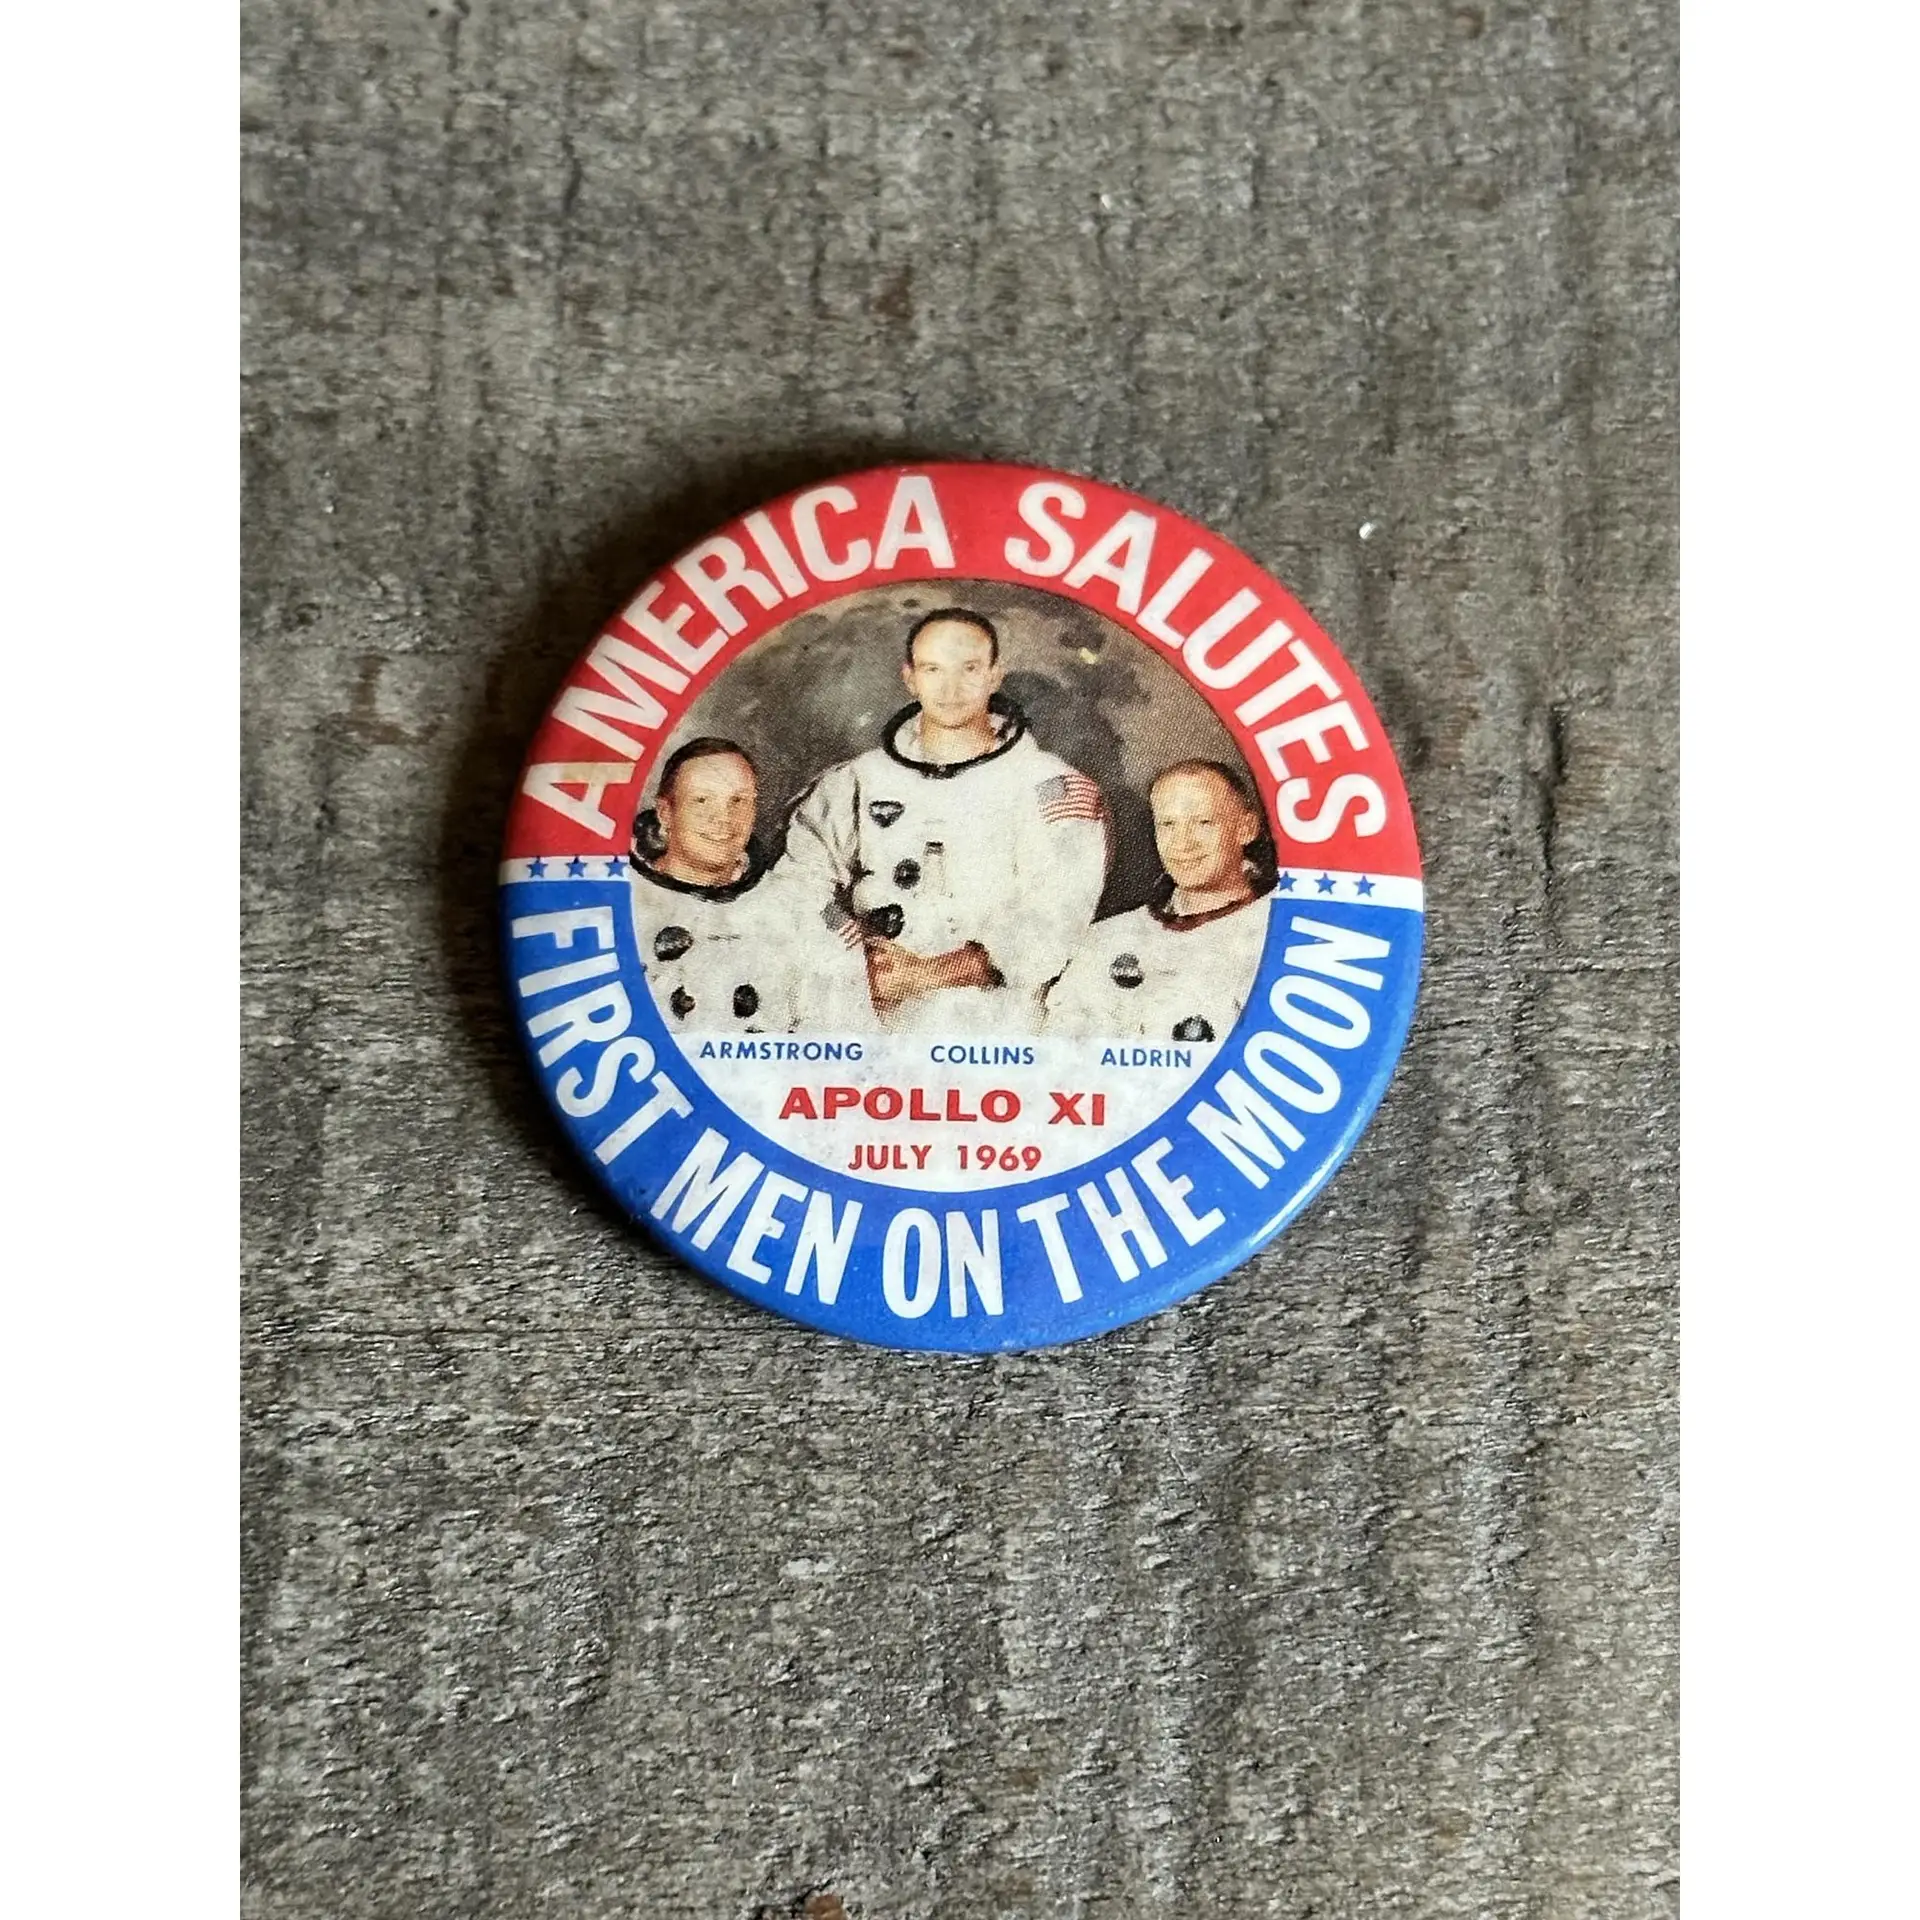 AMERICA SALUTES
ARMSTRONG COLLINS ALDRIN
APOLLO XI
JULY 1969
FIRST MEN ON THE MOON